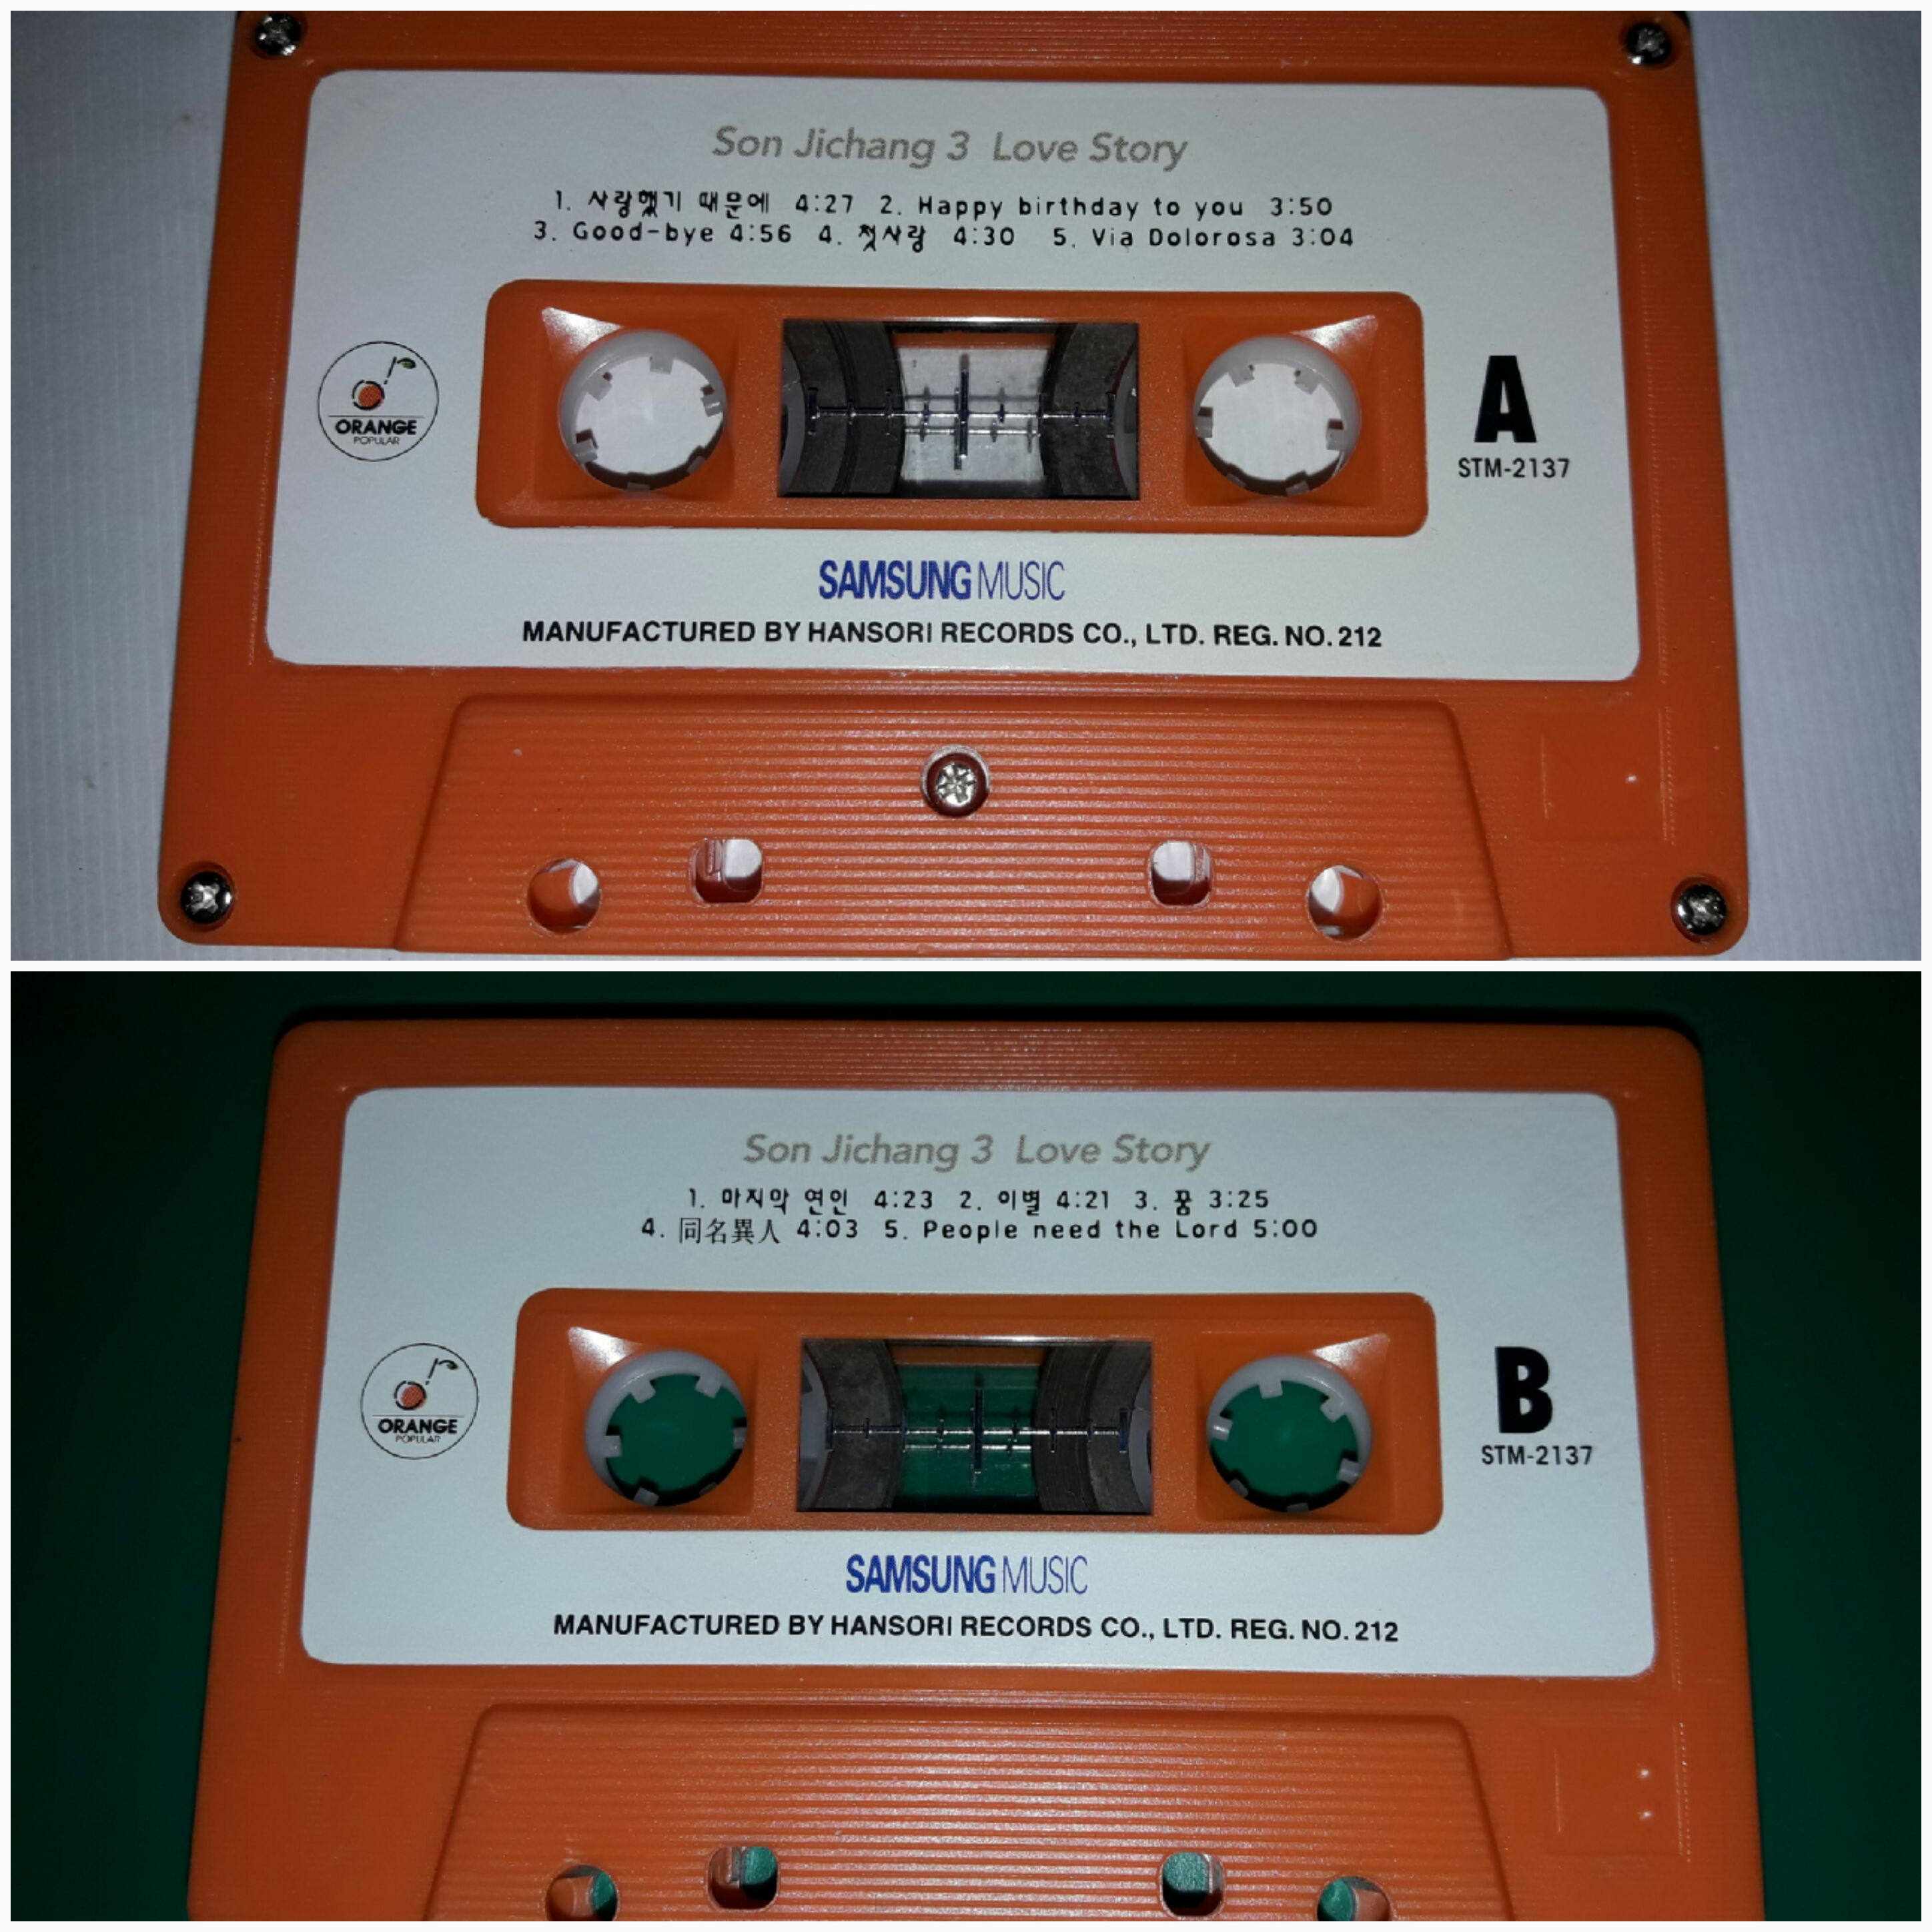 Son Jichang 3 Love Story
1. 사랑했기 때문에 4:27 2. Happy birthday to you 3:50
3. Good-bye 4:56 4. 첫사랑 4:30 5. Via Dolorosa 3:04
ORANGE
POPULAR
A
STM-2137
SAMSUNG MUSIC
MANUFACTURED BY HANSORI RECORDS CO., LTD. REG. NO. 212
Son Jichang 3 Love Story
1. 마지막 연인 4:23 2. 이별 4:21 3. 꿈 3:25
4. 同名異人 4:03 5. People need the Lord 5:00
ORANGE
POPULAR
B
STM-2137
SAMSUNG MUSIC
MANUFACTURED BY HANSORI RECORDS CO., LTD. REG. NO. 212